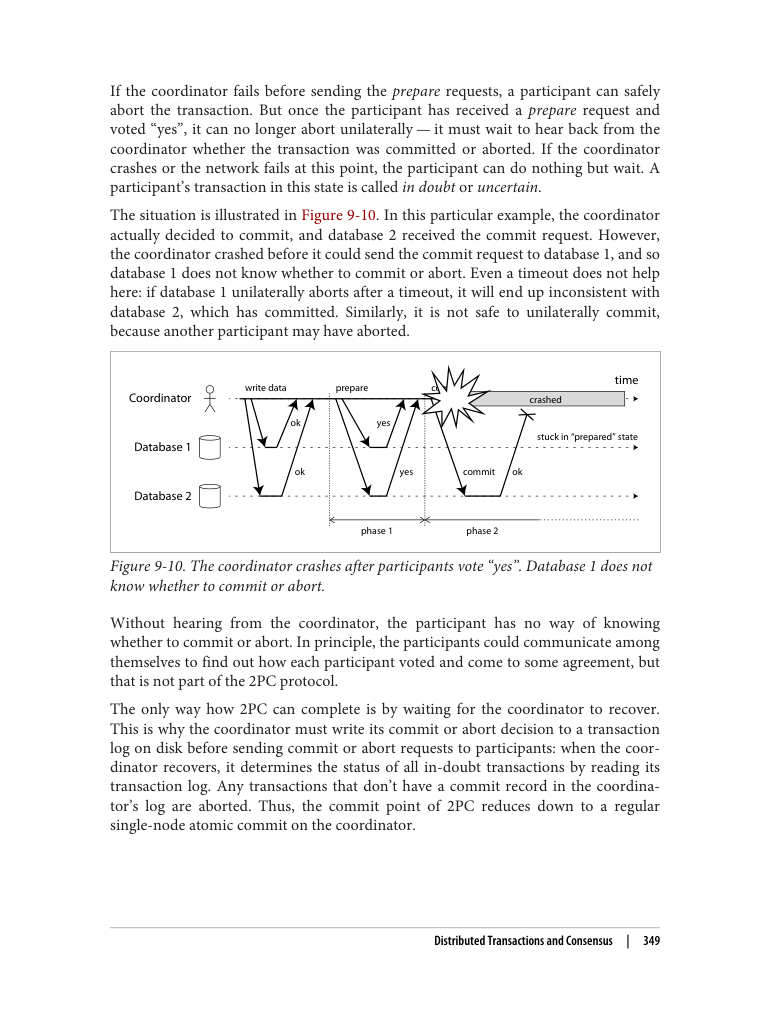 If the coordinator fails before sending the prepare requests, a participant can safely
abort the transaction. But once the participant has received a prepare request and
voted “yes”, it can no longer abort unilaterally — it must wait to hear back from the
coordinator whether the transaction was committed or aborted. If the coordinator
crashes or the network fails at this point, the participant can do nothing but wait. A
participant’s transaction in this state is called in doubt or uncertain.
The situation is illustrated in Figure 9-10. In this particular example, the coordinator
actually decided to commit, and database 2 received the commit request. However,
the coordinator crashed before it could send the commit request to database 1, and so
database 1 does not know whether to commit or abort. Even a timeout does not help
here: if database 1 unilaterally aborts after a timeout, it will end up inconsistent with
database 2, which has committed. Similarly, it is not safe to unilaterally commit,
because another participant may have aborted.
time
write data prepare
Coordinator
crashed
ok yes
stuck in “prepared” state
Database 1
ok yes commit ok
Database 2
phase 1 phase 2
Figure 9-10. The coordinator crashes after participants vote “yes”. Database 1 does not
know whether to commit or abort.
Without hearing from the coordinator, the participant has no way of knowing
whether to commit or abort. In principle, the participants could communicate among
themselves to find out how each participant voted and come to some agreement, but
that is not part of the 2PC protocol.
The only way how 2PC can complete is by waiting for the coordinator to recover.
This is why the coordinator must write its commit or abort decision to a transaction
log on disk before sending commit or abort requests to participants: when the coor-
dinator recovers, it determines the status of all in-doubt transactions by reading its
transaction log. Any transactions that don’t have a commit record in the coordina-
tor’s log are aborted. Thus, the commit point of 2PC reduces down to a regular
single-node atomic commit on the coordinator.
Distributed Transactions and Consensus | 349